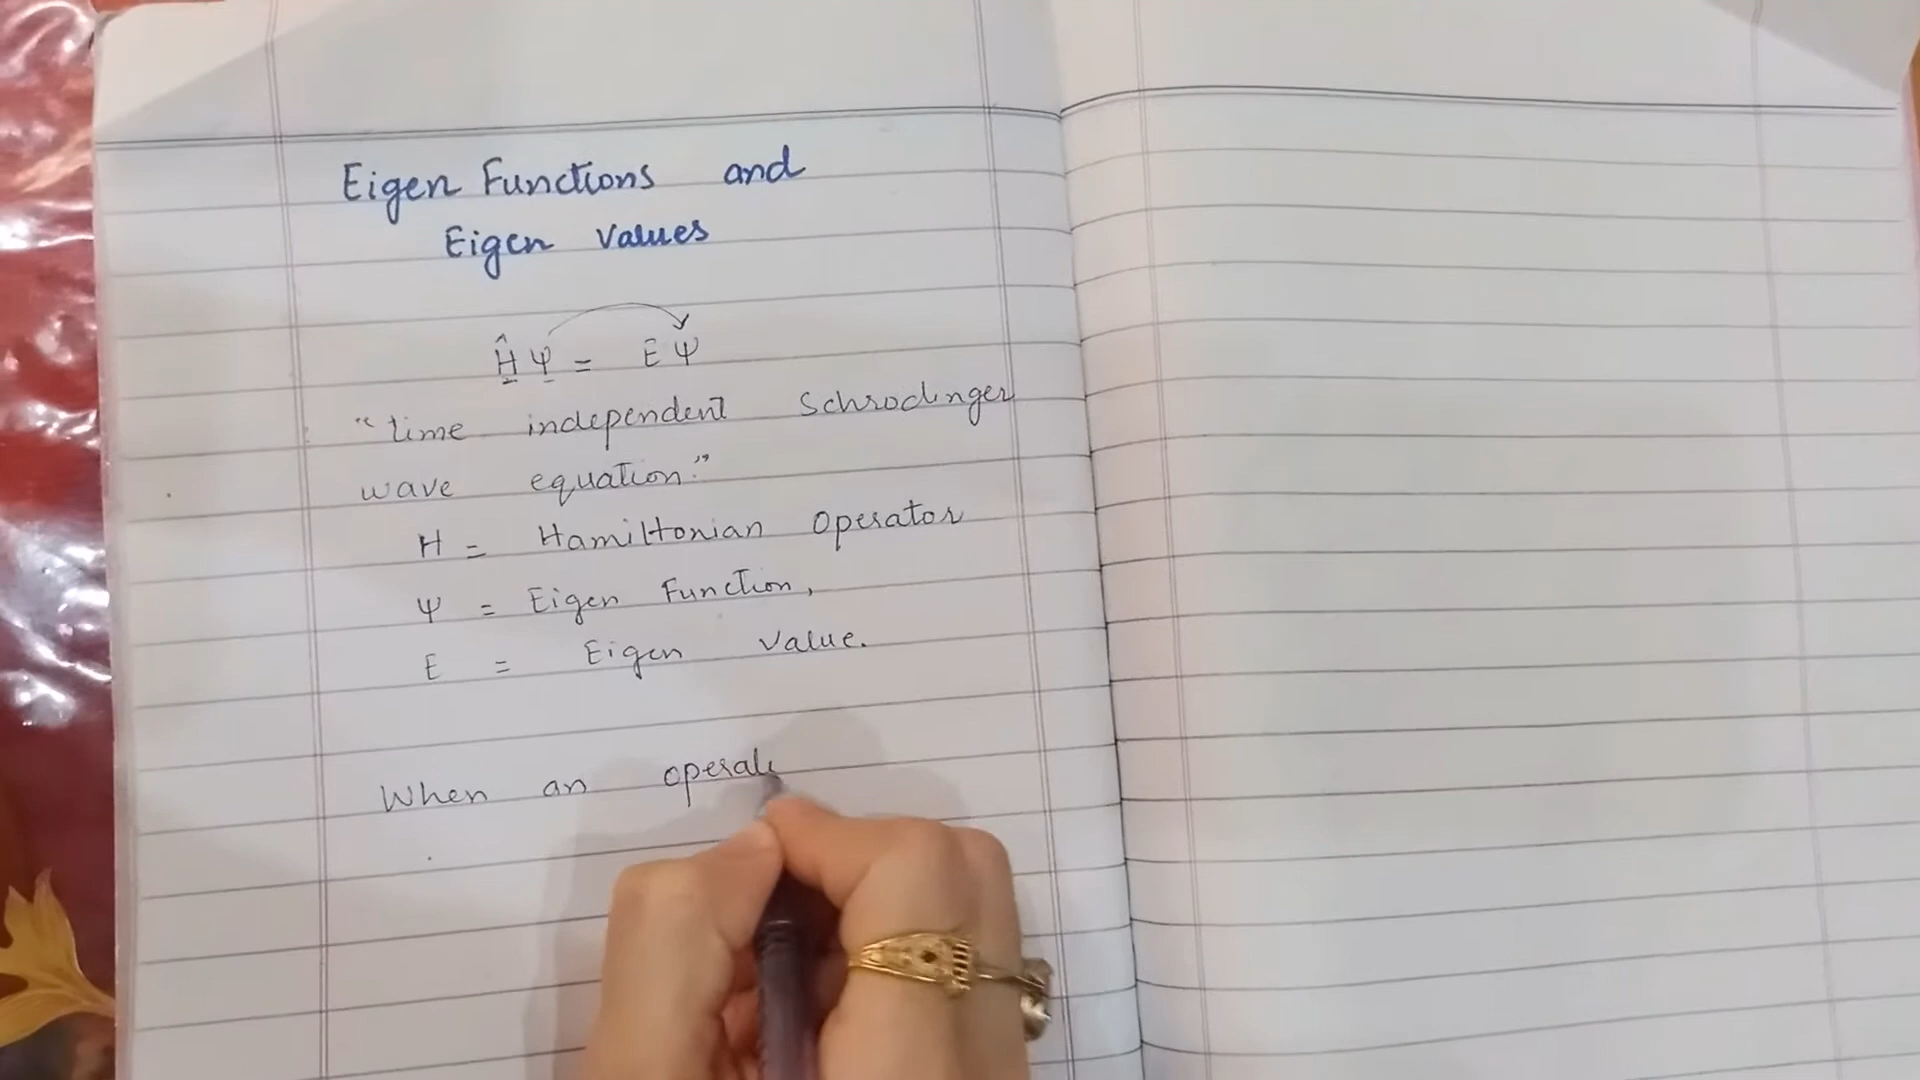 Eigen Functions and
Eigen Values
ĤΨ = EΨ
"time independent Schrodinger
wave equation."
H = Hamiltonian Operator
Ψ = Eigen Function,
E = Eigen Value.
When an operat